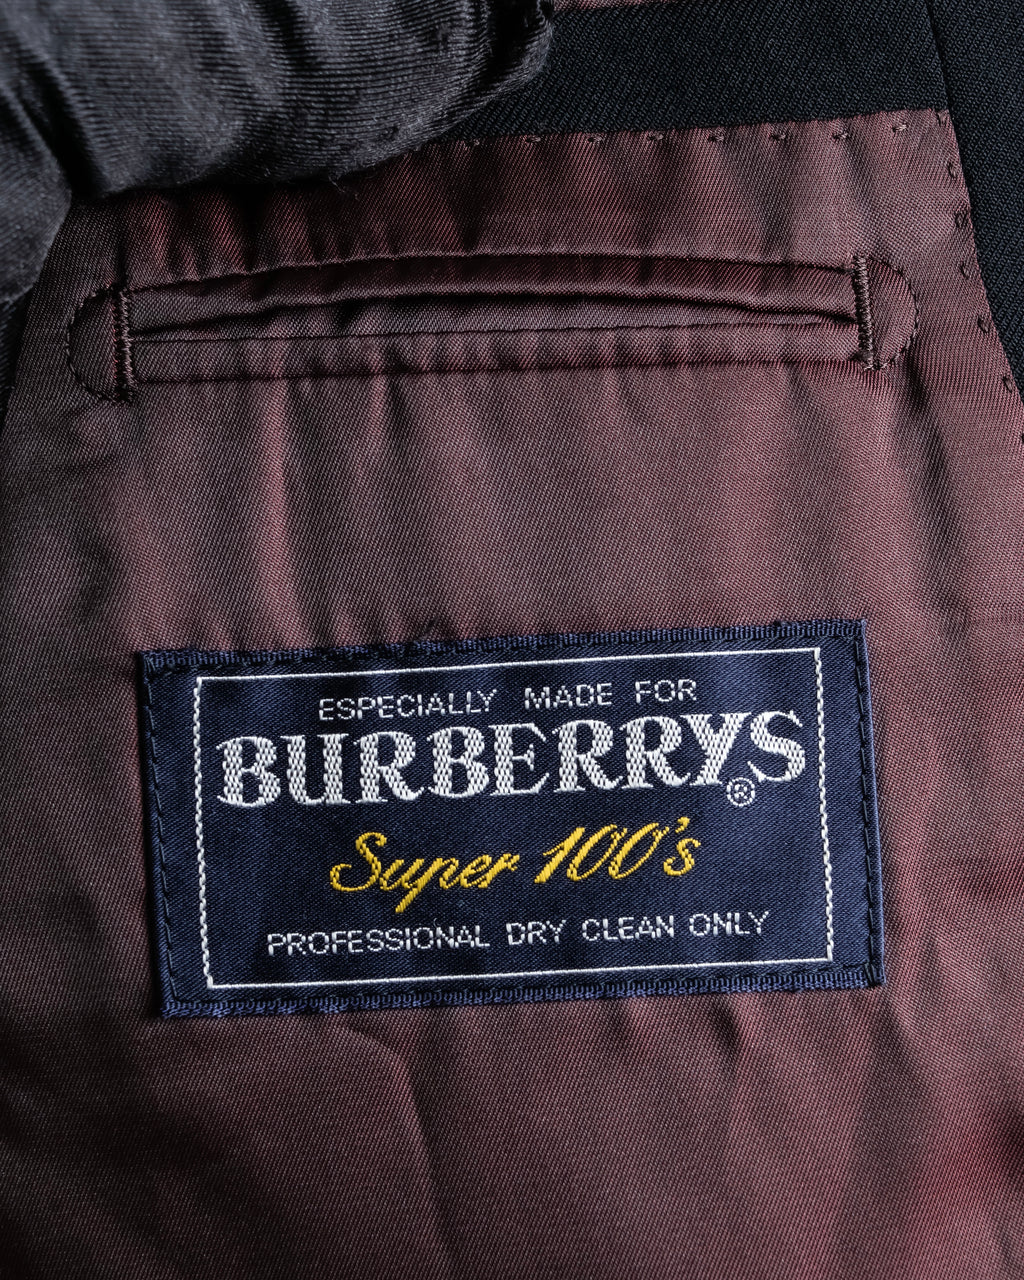 ESPECIALLY MADE FOR
BURBERRYS®
Super 100's
PROFESSIONAL DRY CLEAN ONLY